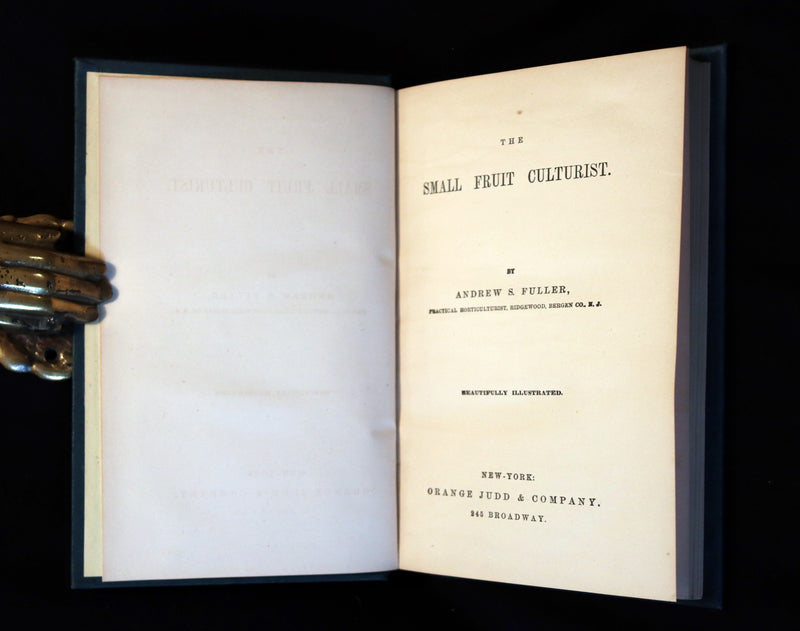 THE
SMALL FRUIT CULTURIST.
BY
ANDREW S. FULLER,
PRACTICAL HORTICULTURIST, RIDGEWOOD, BERGEN CO., N. J.
BEAUTIFULLY ILLUSTRATED.
NEW-YORK:
ORANGE JUDD & COMPANY,
245 BROADWAY.